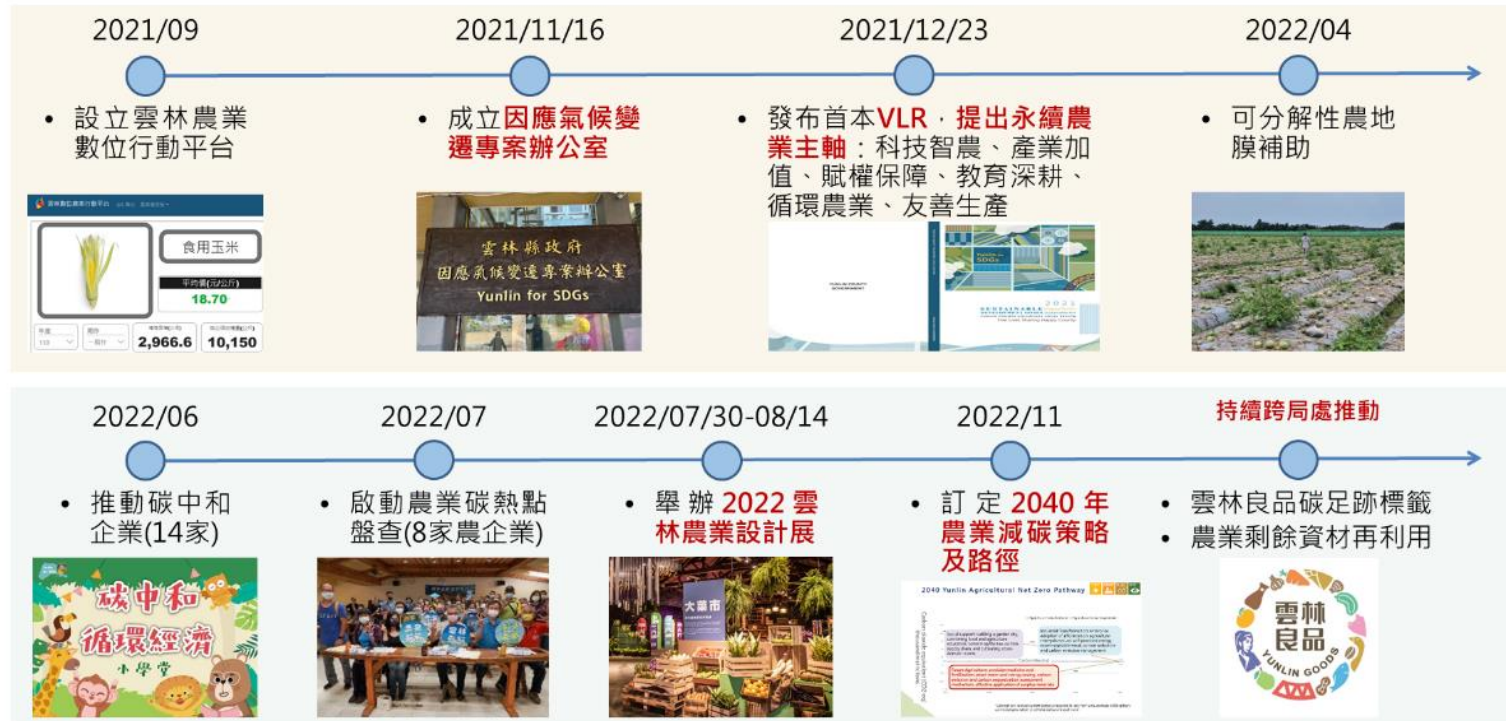 2021/09
2021/11/16
2021/12/23
2022/04
• 設立雲林農業
數位行動平台
• 成立因應氣候變
遷專案辦公室
• 發布首本VLR，提出永續農
業主軸：科技智農、產業加
值、賦權保障、教育深耕、
循環農業、友善生產
• 可分解性農地
膜補助
食用玉米
平均價(元/公斤)
18.70
2,966.6
10,150
雲林縣政府
因應氣候變遷專案辦公室
Yunlin for SDGs
Yunlin for
SDGs
2022/06
2022/07
2022/07/30-08/14
2022/11
持續跨局處推動
• 推動碳中和
企業(14家)
• 啟動農業碳熱點
盤查(8家農企業)
• 舉辦 2022 雲
林農業設計展
• 訂定 2040 年
農業減碳策略
及路徑
• 雲林良品碳足跡標籤
• 農業剩餘資材再利用
碳中和
循環經濟
小學堂
大菜市
2040 Yunlin Agricultural Net Zero Pathway
雲林
良品
YUNLIN GOODS